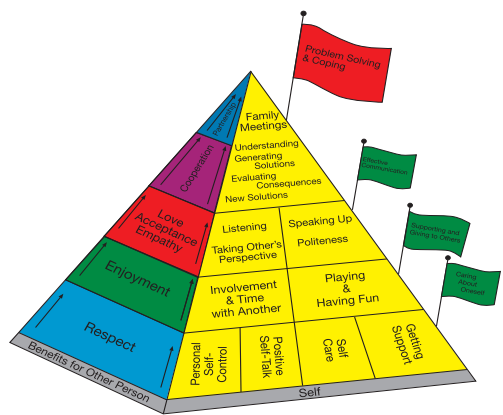 Problem Solving
& Coping
Partnership
Family
Meetings
Understanding
Generating
Solutions
Evaluating
Consequences
New Solutions
Cooperation
Effective
Communication
Love
Acceptance
Empathy
Listening
Taking Other's
Perspective
Speaking Up
Politeness
Supporting and
Giving to Others
Enjoyment
Involvement
& Time
with Another
Playing
&
Having Fun
Caring
About
Oneself
Respect
Personal
Self-
Control
Positive
Self-Talk
Self
Care
Getting
Support
Benefits for Other Person
Self